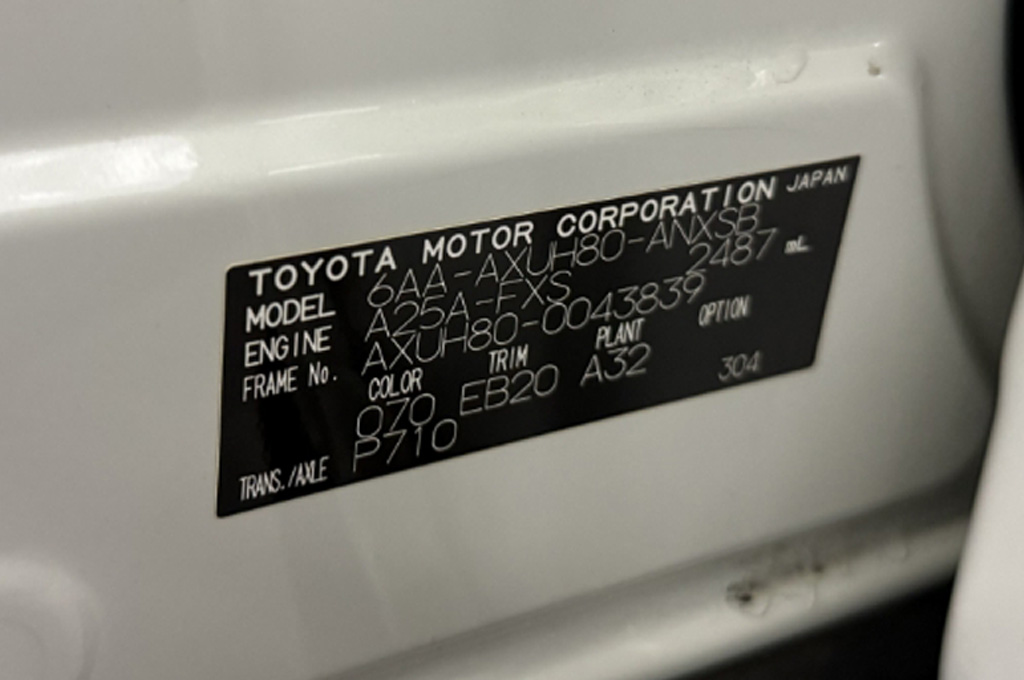 TOYOTA MOTOR CORPORATION JAPAN
MODEL 6AA-AXUH80-ANXSB
ENGINE A25A-FXS 2487 mL
FRAME No. AXUH80-0043839
COLOR TRIM PLANT OPTION
070 EB20 A32 304
TRANS./AXLE P710